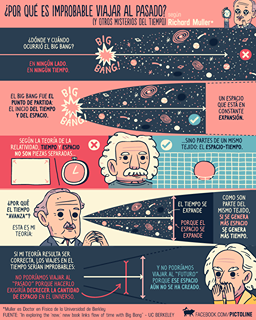 ¿POR QUÉ ES IMPROBABLE VIAJAR AL PASADO?
(Y OTROS MISTERIOS DEL TIEMPO) según
Richard Muller*
¿DÓNDE Y CUÁNDO
OCURRIÓ EL BIG BANG?
EN NINGÚN LADO.
EN NINGÚN TIEMPO.
BIG
BANG!
EL BIG BANG FUE EL
PUNTO DE PARTIDA:
EL INICIO DEL TIEMPO
Y DEL ESPACIO.
BIG
BANG!
UN ESPACIO
QUE ESTÁ EN
CONSTANTE
EXPANSIÓN.
SEGÚN LA TEORÍA DE LA
RELATIVIDAD, TIEMPO Y ESPACIO
NO SON PIEZAS SEPARADAS...
...SINO PARTES DE UN MISMO
TEJIDO: EL ESPACIO-TIEMPO.
¿POR QUÉ
EL TIEMPO
"AVANZA"?
ESTA ES MI
TEORÍA
EL TIEMPO SE
EXPANDE
PORQUE EL
ESPACIO SE
EXPANDE
COMO SON
PARTE DEL
MISMO TEJIDO,
SI SE GENERA
MÁS ESPACIO
SE GENERA
MÁS TIEMPO.
SI MI TEORÍA RESULTA SER
CORRECTA, LOS VIAJES EN EL
TIEMPO SERÍAN IMPROBABLES:
NO PODRÍAMOS VIAJAR AL
"PASADO" PORQUE HACERLO
EXIGIRÍA DECRECER LA CANTIDAD
DE ESPACIO EN EL UNIVERSO.
Y NO PODRÍAMOS
VIAJAR AL "FUTURO"
PORQUE ESE ESPACIO
AÚN NO SE HA CREADO
*Muller es Doctor en Física de la Universidad de Berkeley.
FUENTE: "In exploring the 'now', new book links flow of time with Big Bang" - UC BERKELEY
FACEBOOK.COM/PICTOLINE